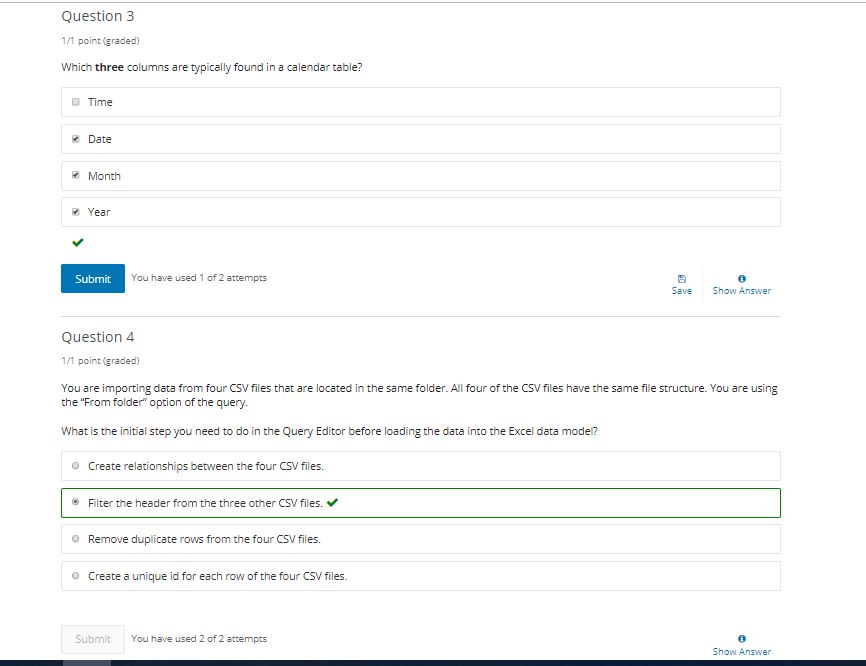 Question 3
1/1 point (graded)
Which three columns are typically found in a calendar table?
Time
Date
Month
Year
Submit You have used 1 of 2 attempts
Save Show Answer
Question 4
1/1 point (graded)
You are importing data from four CSV files that are located in the same folder. All four of the CSV files have the same file structure. You are using
the “From folder” option of the query.
What is the initial step you need to do in the Query Editor before loading the data into the Excel data model?
Create relationships between the four CSV files.
Filter the header from the three other CSV files.
Remove duplicate rows from the four CSV files.
Create a unique id for each row of the four CSV files.
Submit You have used 2 of 2 attempts
Show Answer